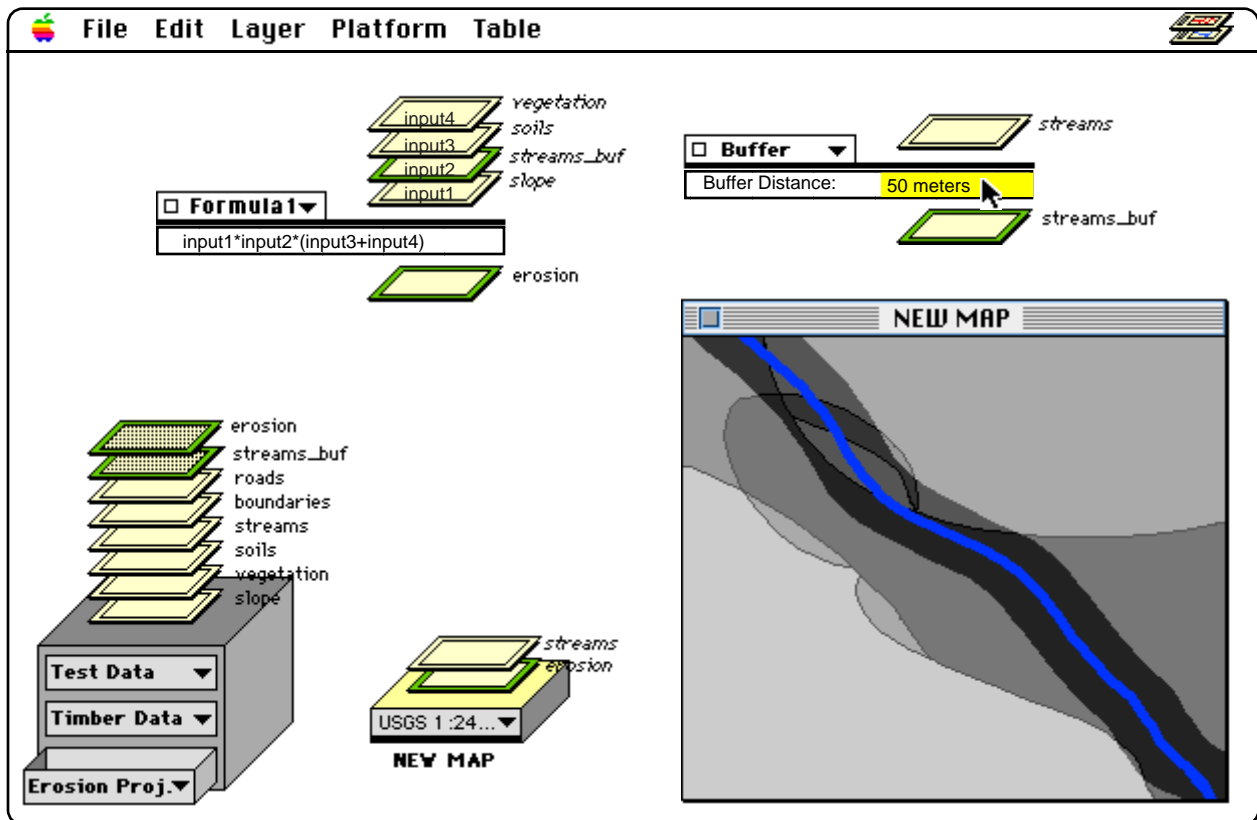 File Edit Layer Platform Table
input4
vegetation
input3
soils
input2
streams_buf
input1
slope
Formula1
input1*input2*(input3+input4)
erosion
streams
Buffer
Buffer Distance: 50 meters
streams_buf
NEW MAP
erosion
streams_buf
roads
boundaries
streams
soils
vegetation
slope
Test Data
Timber Data
Erosion Proj.
streams
erosion
USGS 1:24...
NEW MAP